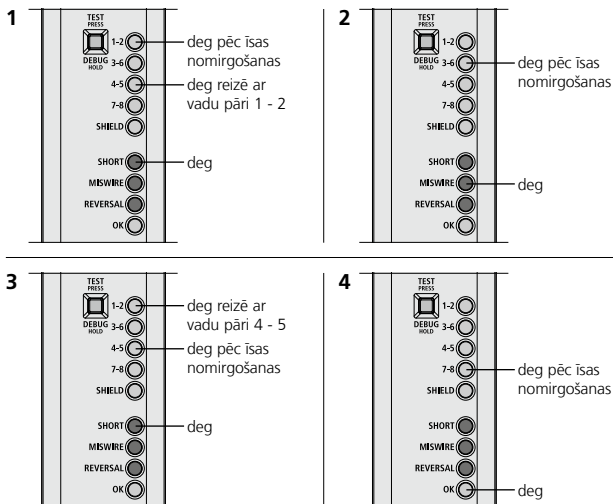 1
TEST
PRESS
DEBUG
HOLD
1-2
3-6
4-5
7-8
SHIELD
SHORT
MISWIRE
REVERSAL
OK
deg pēc īsas
nomirgošanas
deg reizē ar
vadu pāri 1 - 2
deg
2
TEST
PRESS
DEBUG
HOLD
1-2
3-6
4-5
7-8
SHIELD
SHORT
MISWIRE
REVERSAL
OK
deg pēc īsas
nomirgošanas
deg
3
TEST
PRESS
DEBUG
HOLD
1-2
3-6
4-5
7-8
SHIELD
SHORT
MISWIRE
REVERSAL
OK
deg reizē ar
vadu pāri 4 - 5
deg pēc īsas
nomirgošanas
deg
4
TEST
PRESS
DEBUG
HOLD
1-2
3-6
4-5
7-8
SHIELD
SHORT
MISWIRE
REVERSAL
OK
deg pēc īsas
nomirgošanas
deg